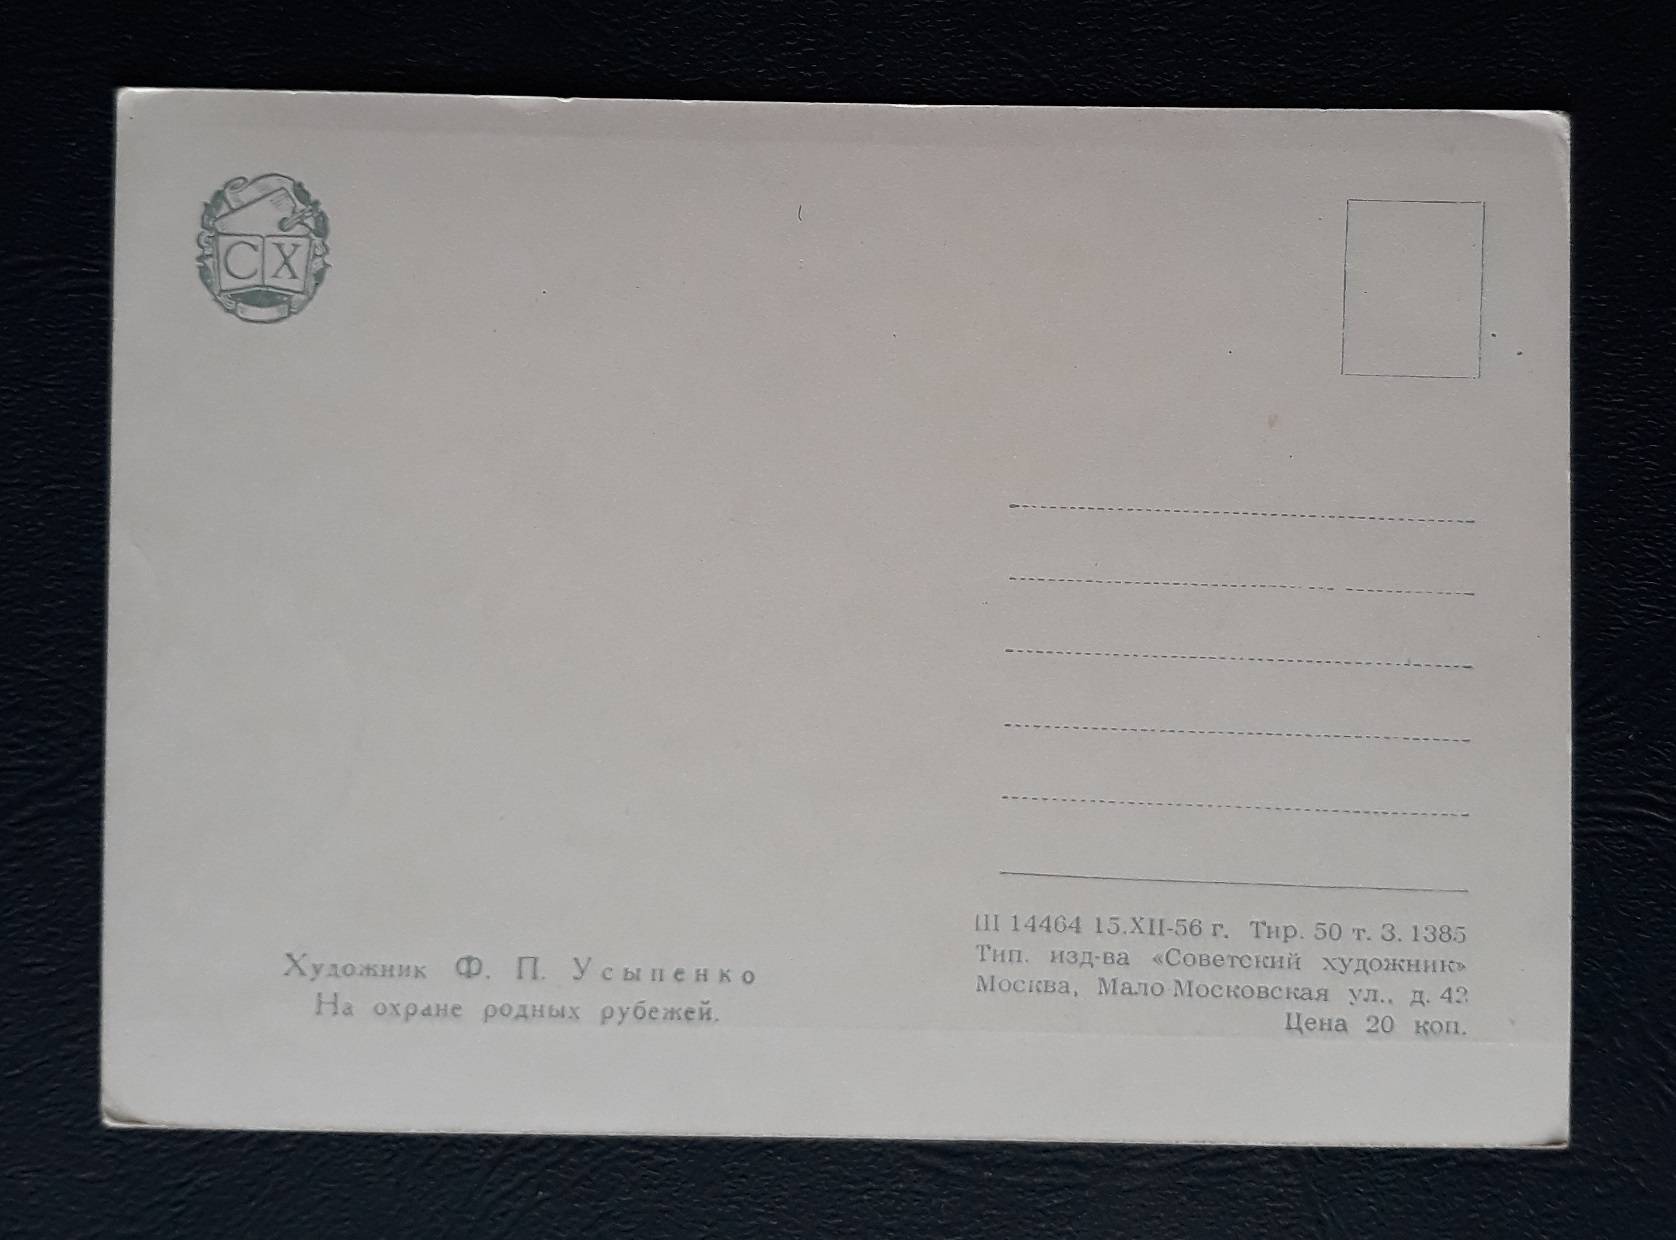 С Х
Художник Ф. П. Усыпенко
На охране родных рубежей.
Ш 14464 15.XII-56 г. Тир. 50 т. З. 1385
Тип. изд-ва «Советский художник»
Москва, Мало-Московская ул., д. 42
Цена 20 коп.